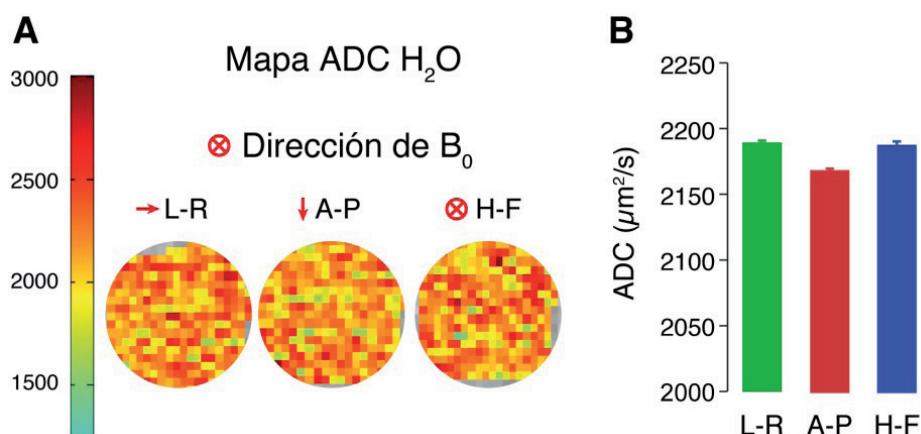 A
Mapa ADC H₂O
⊗ Dirección de B₀
→ L-R
↓ A-P
⊗ H-F
3000
2500
2000
1500
B
ADC (μm²/s)
2250
2200
2150
2100
2050
2000
L-R A-P H-F